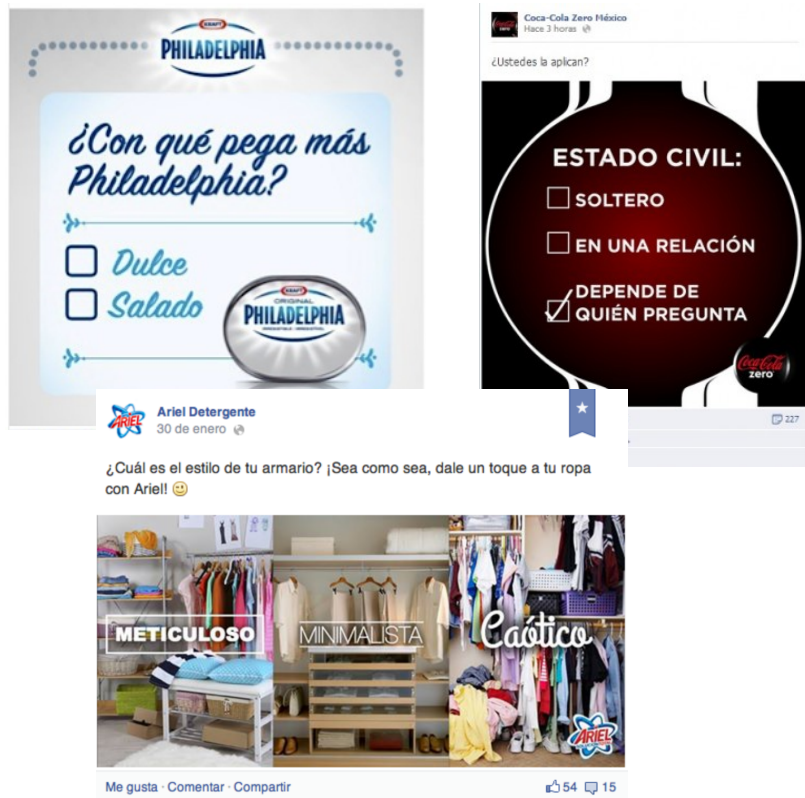 KRAFT
PHILADELPHIA
¿Con qué pega más
Philadelphia?
Dulce
Salado
KRAFT
ORIGINAL
PHILADELPHIA
Coca-Cola Zero México
Hace 3 horas
¿Ustedes la aplican?
ESTADO CIVIL:
SOLTERO
EN UNA RELACIÓN
DEPENDE DE
QUIÉN PREGUNTA
Coca-Cola
zero
227
ARIEL
Ariel Detergente
30 de enero
¿Cuál es el estilo de tu armario? ¡Sea como sea, dale un toque a tu ropa
con Ariel!
METICULOSO
MINIMALISTA
Caótico
ARIEL
Me gusta · Comentar · Compartir
54 15